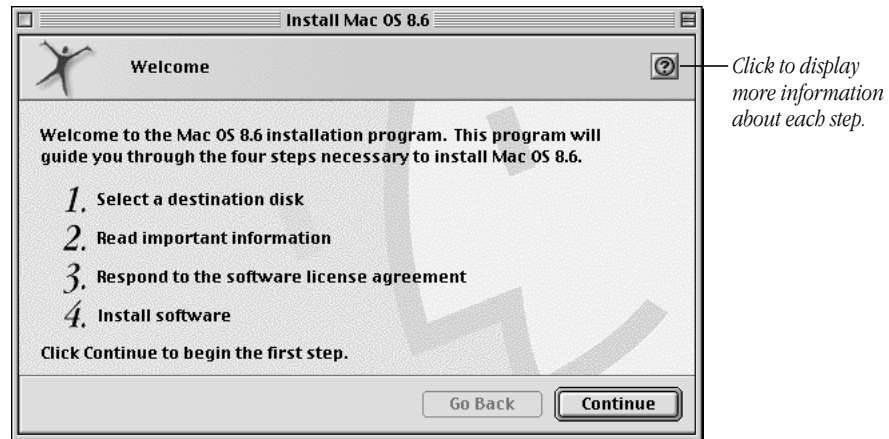 Install Mac OS 8.6
Welcome
?
Click to display
more information
about each step.
Welcome to the Mac OS 8.6 installation program. This program will
guide you through the four steps necessary to install Mac OS 8.6.
1. Select a destination disk
2. Read important information
3. Respond to the software license agreement
4. Install software
Click Continue to begin the first step.
Go Back
Continue